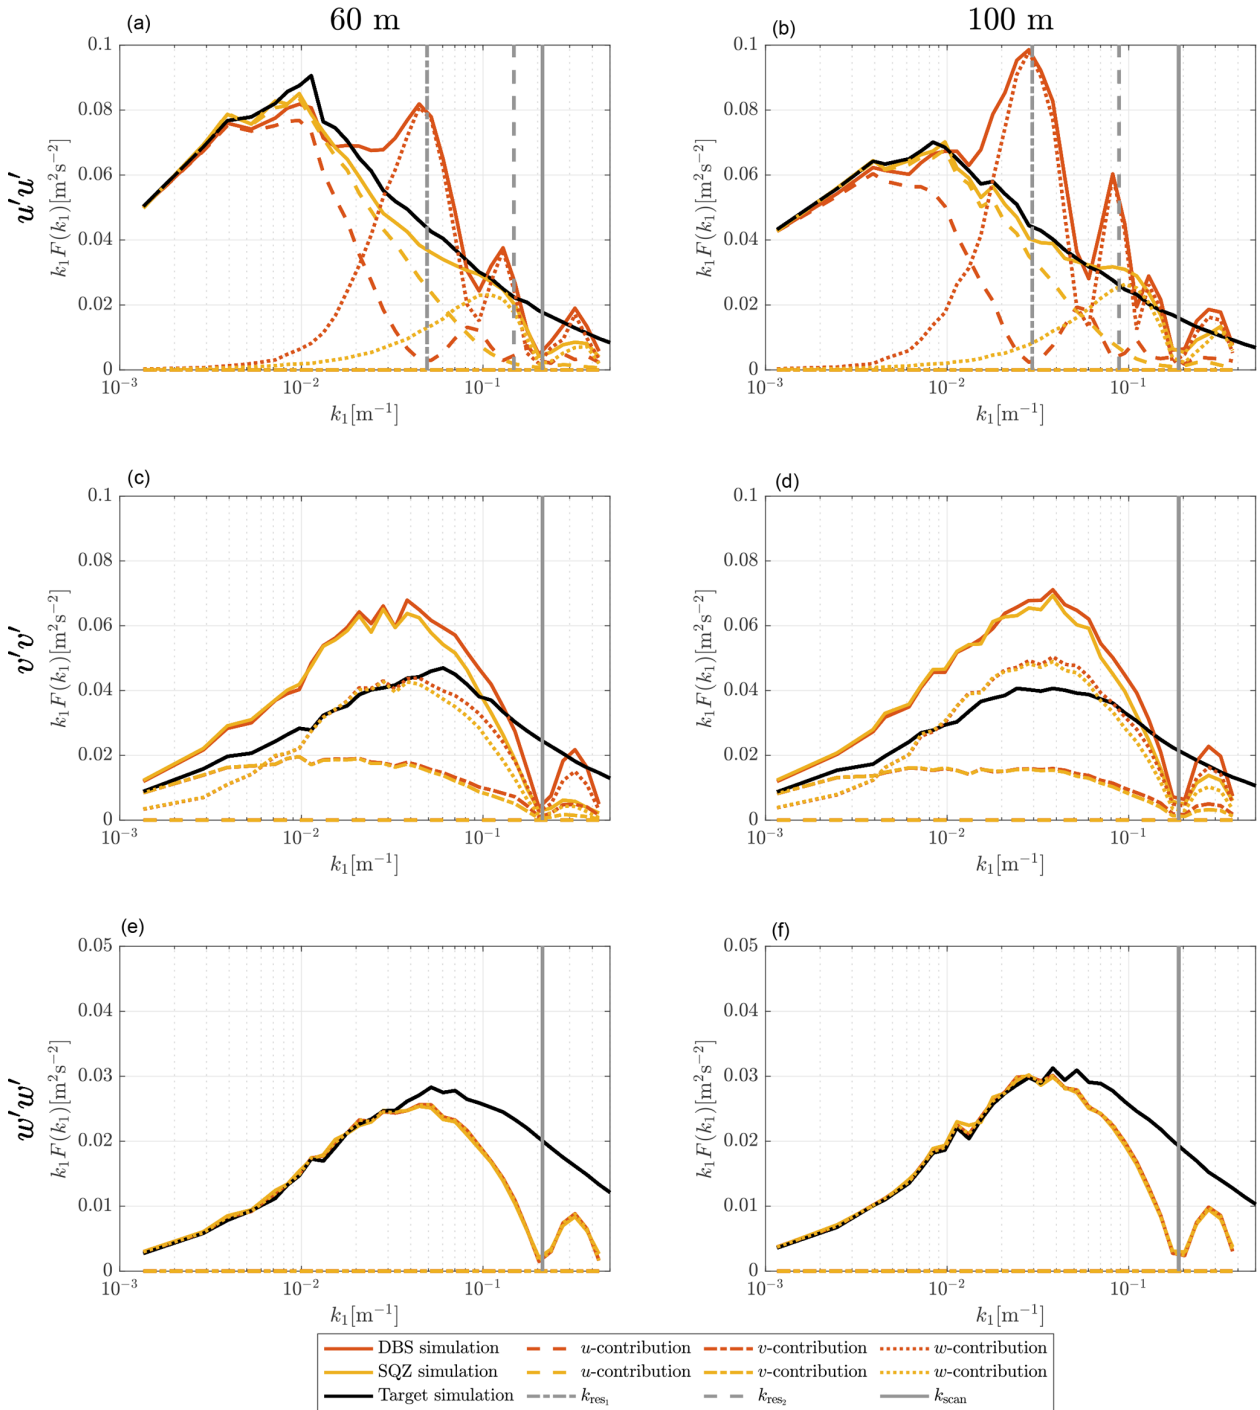 60 m
100 m
(a)
(b)
u′u′
k₁F(k₁)[m²s⁻²]
0.1
0.08
0.06
0.04
0.02
0
10⁻³
10⁻²
10⁻¹
k₁[m⁻¹]
k₁F(k₁)[m²s⁻²]
0.1
0.08
0.06
0.04
0.02
0
10⁻³
10⁻²
10⁻¹
k₁[m⁻¹]
(c)
(d)
v′v′
k₁F(k₁)[m²s⁻²]
0.1
0.08
0.06
0.04
0.02
0
10⁻³
10⁻²
10⁻¹
k₁[m⁻¹]
k₁F(k₁)[m²s⁻²]
0.1
0.08
0.06
0.04
0.02
0
10⁻³
10⁻²
10⁻¹
k₁[m⁻¹]
(e)
(f)
w′w′
k₁F(k₁)[m²s⁻²]
0.05
0.04
0.03
0.02
0.01
0
10⁻³
10⁻²
10⁻¹
k₁[m⁻¹]
k₁F(k₁)[m²s⁻²]
0.05
0.04
0.03
0.02
0.01
0
10⁻³
10⁻²
10⁻¹
k₁[m⁻¹]
DBS simulation u-contribution v-contribution w-contribution
SQZ simulation u-contribution v-contribution w-contribution
Target simulation k_res₁ k_res₂ k_scan